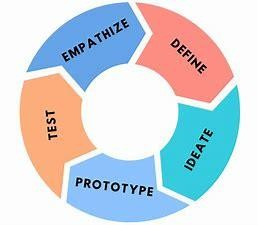 EMPATHIZE
DEFINE
IDEATE
PROTOTYPE
TEST